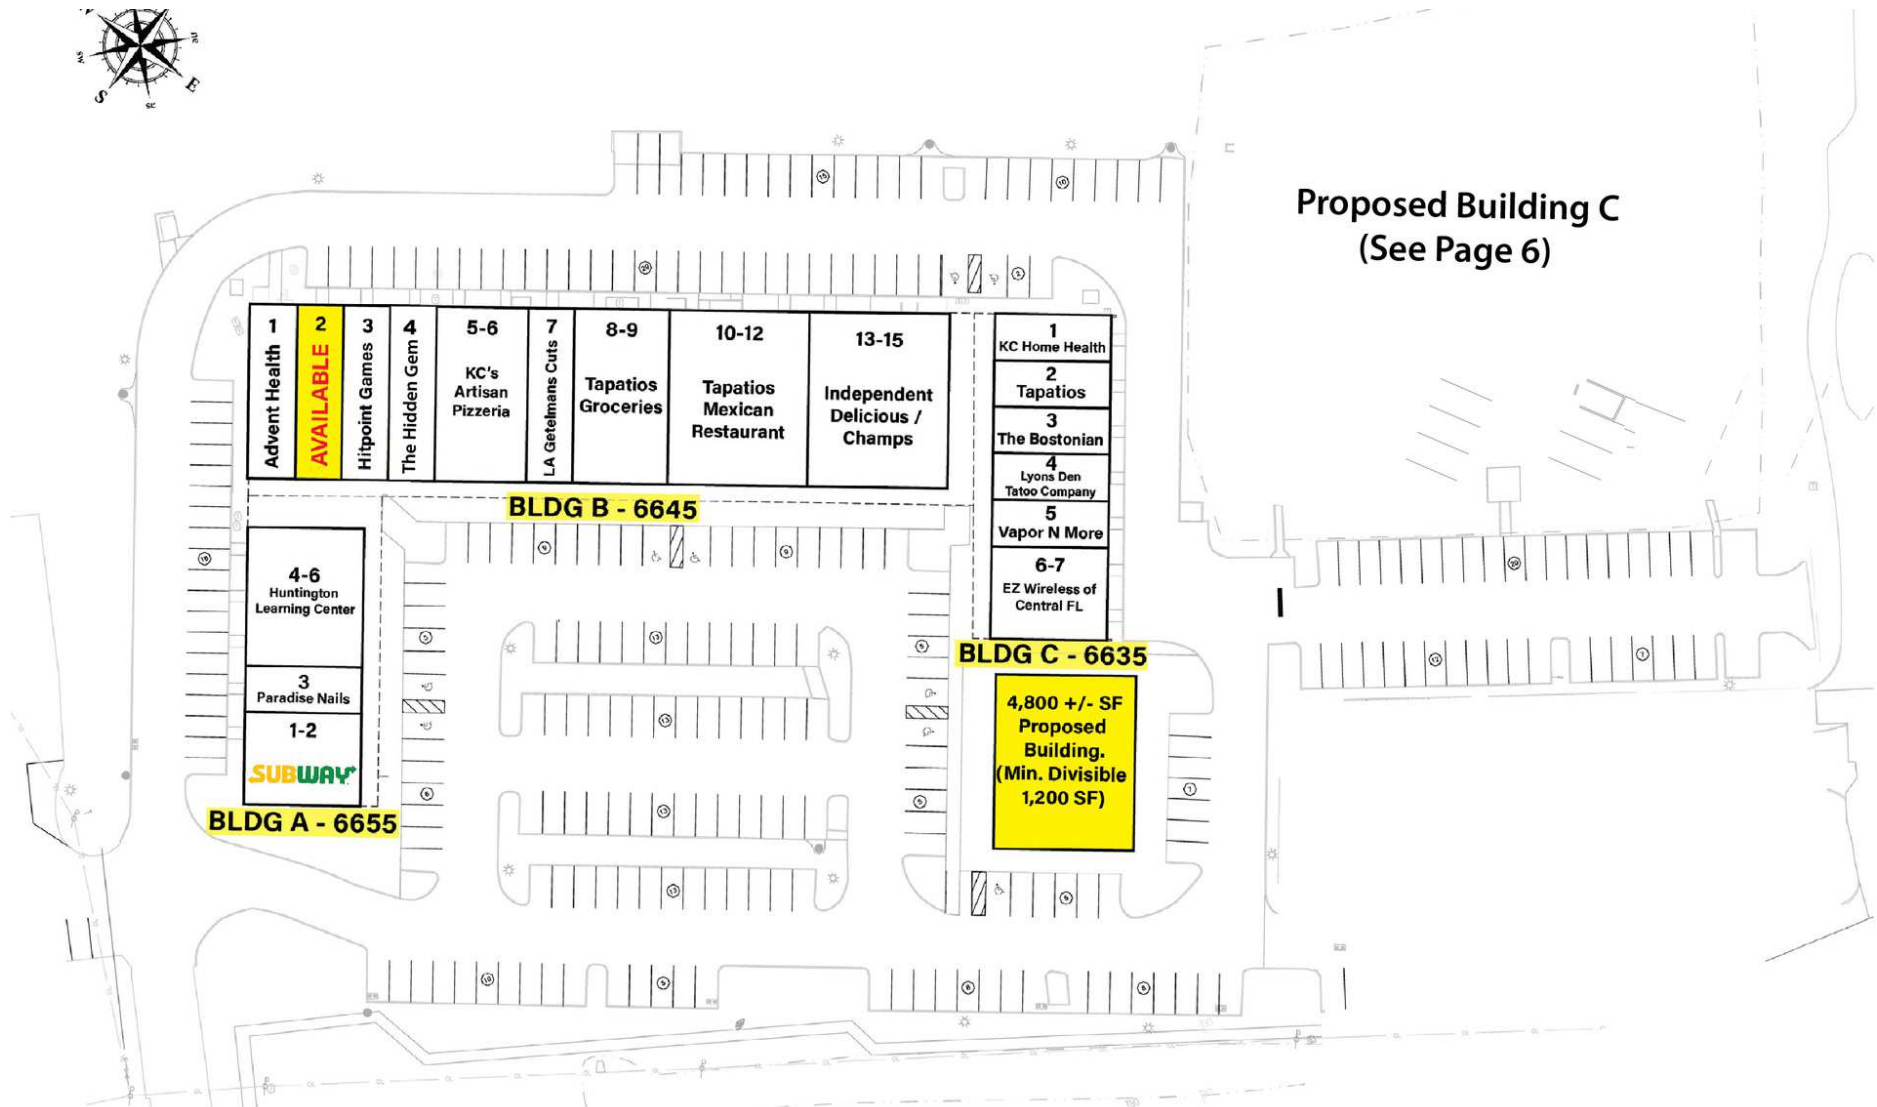 S
E
Proposed Building C
(See Page 6)
1
Advent Health
2
AVAILABLE
3
Hitpoint Games
4
The Hidden Gem
5-6
KC's
Artisan
Pizzeria
7
LA Getelmans Cuts
8-9
Tapatios
Groceries
10-12
Tapatios
Mexican
Restaurant
13-15
Independent
Delicious /
Champs
BLDG B - 6645
1
KC Home Health
2
Tapatios
3
The Bostonian
4
Lyons Den
Tatoo Company
5
Vapor N More
6-7
EZ Wireless of
Central FL
BLDG C - 6635
4,800 +/- SF
Proposed
Building.
(Min. Divisible
1,200 SF)
4-6
Huntington
Learning Center
3
Paradise Nails
1-2
SUBWAY
BLDG A - 6655